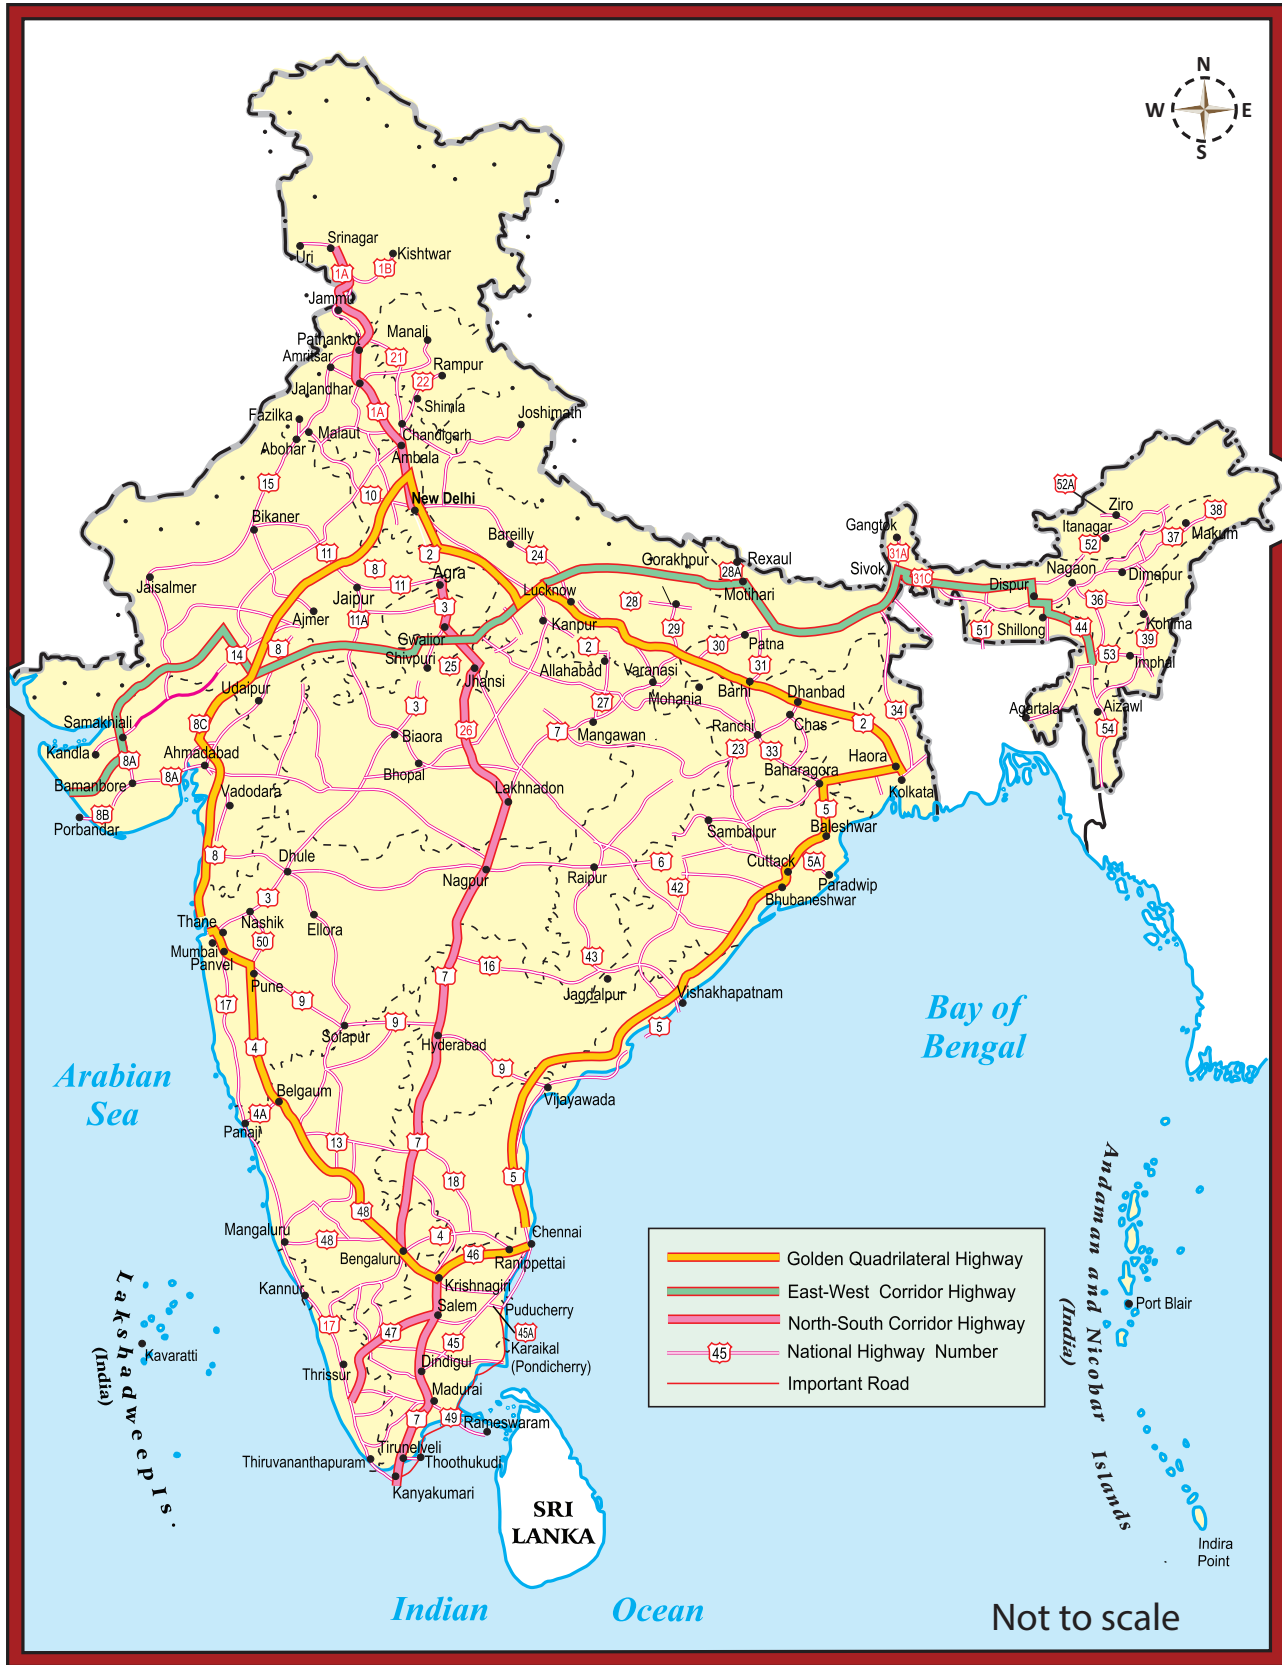 N
W
E
S
Srinagar
Uri
Kishtwar
1A
1B
Jammu
Pathankot
Manali
Amritsar
21
Rampur
22
Jalandhar
Shimla
1A
Fazilka
Joshimath
Malaut
Chandigarh
Abohar
Ambala
15
10
New Delhi
52A
Ziro
38
Gangtok
Itanagar
Bikaner
Bareilly
52
37
Makum
11
2
24
31A
Gorakhpur
Rexaul
8
28A
Sivok
31C
Nagaon
Dimapur
Jaisalmer
Jaipur
11
Agra
Lucknow
Motihari
Dispur
3
28
36
Ajmer
11A
Kanpur
29
51
Shillong
44
Kohima
Gwalior
30
Patna
39
14
8
Shivpuri
25
2
31
53
Imphal
Jhansi
Allahabad
Varanasi
Udaipur
Mohania
Barhi
Dhanbad
3
27
34
Agartala
Aizawl
Samakhiali
8C
26
7
Mangawan
Ranchi
Chas
2
54
Kandla
Ahmadabad
Biaora
23
33
Haora
8A
8A
Bhopal
Baharagora
Bamanbore
Vadodara
Lakhnadon
Kolkata
8B
5
Porbandar
Sambalpur
Baleshwar
8
Dhule
6
Cuttack
5A
Nagpur
Raipur
42
Paradwip
3
Bhubaneshwar
Thane
Nashik
Ellora
Mumbai
50
Panvel
16
43
7
Pune
Jagdalpur
Vishakhapatnam
17
9
Bay of
9
5
Solapur
Hyderabad
Bengal
4
9
Arabian
Belgaum
Vijayawada
Sea
4A
Panaji
13
7
18
5
48
Mangaluru
48
4
Chennai
Bengaluru
46
Ranippettai
Golden Quadrilateral Highway
Krishnagiri
East-West Corridor Highway
Kannur
Salem
Puducherry
Port Blair
North-South Corridor Highway
17
47
45
45A
Karaikal
45
National Highway Number
(Pondicherry)
Kavaratti
Thrissur
Dindigul
Important Road
Madurai
7
49
Rameswaram
Tirunelveli
Thiruvananthapuram
Thoothukudi
Kanyakumari
Lakshadweep Is.
(India)
Andaman and Nicobar Islands
(India)
SRI
LANKA
Indira
Point
Indian Ocean
Not to scale